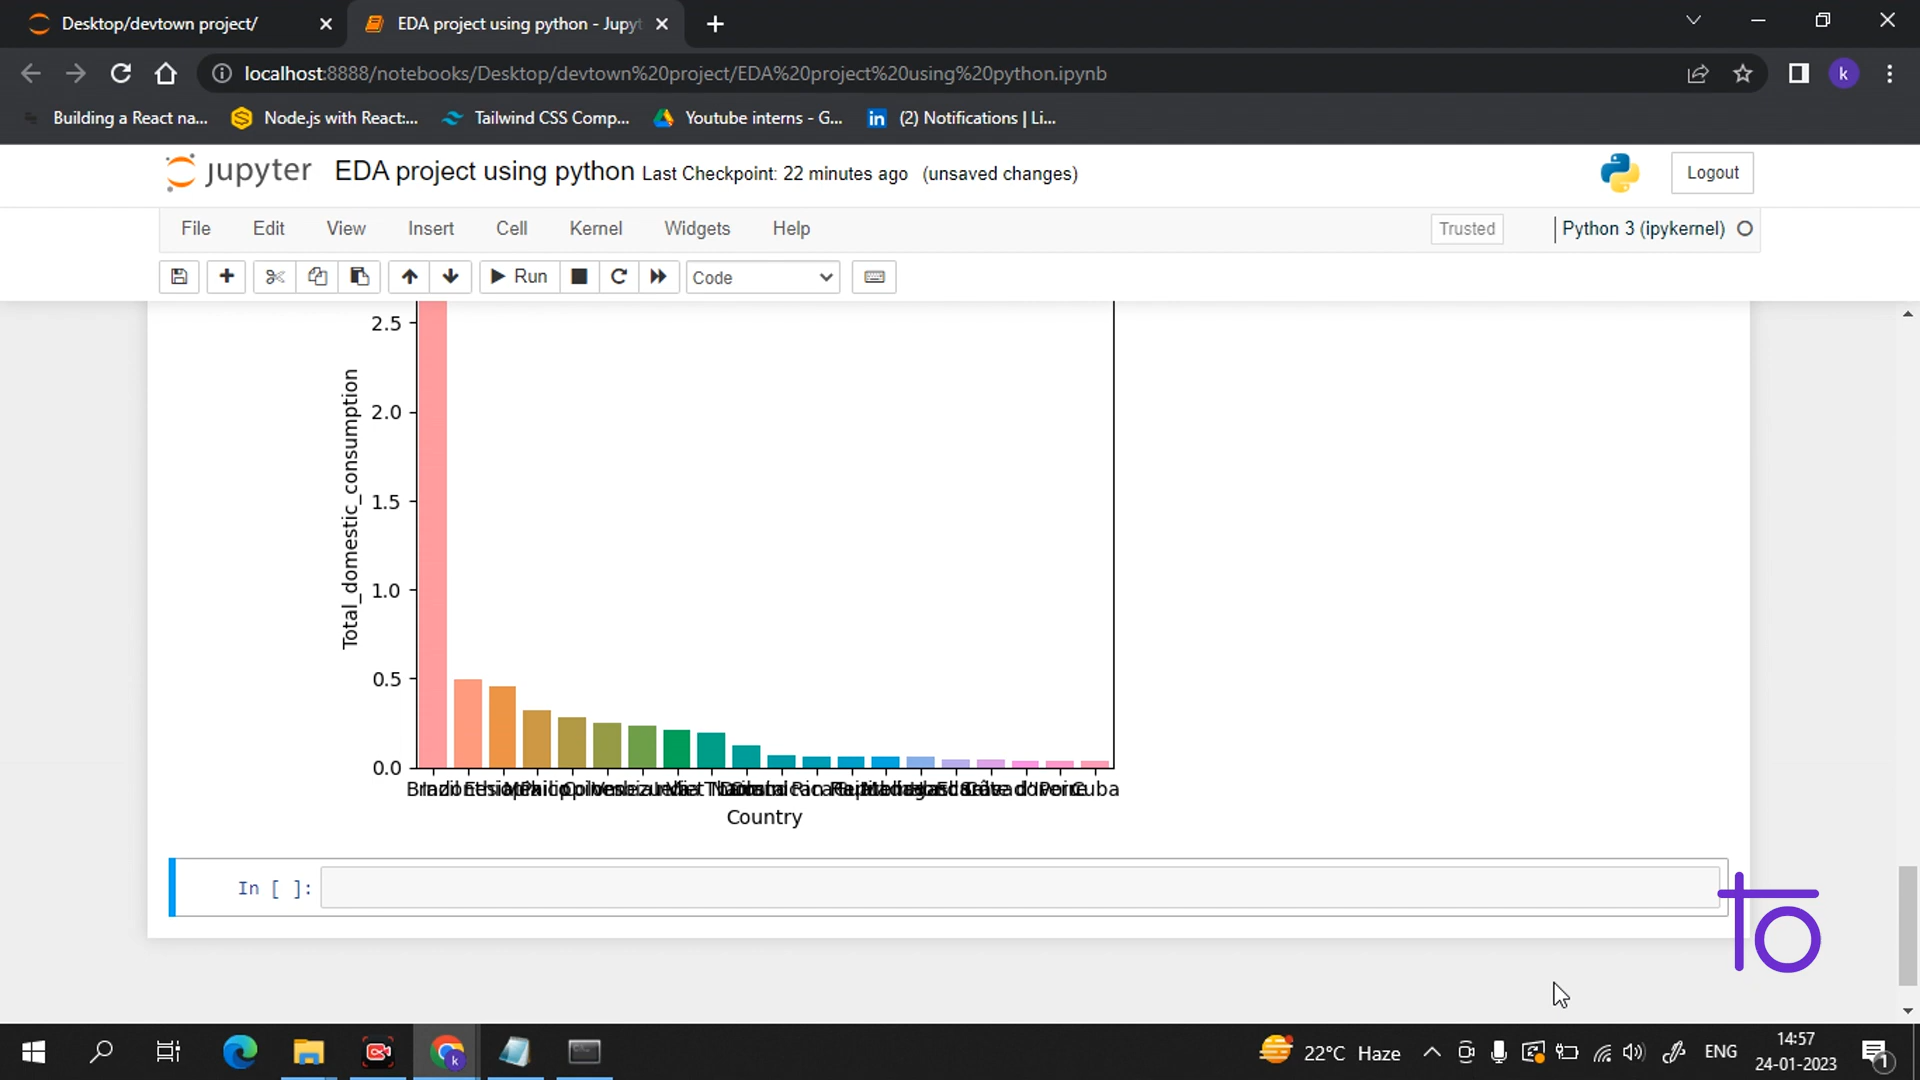 Desktop/devtown project/
EDA project using python - Jupyt
localhost:8888/notebooks/Desktop/devtown%20project/EDA%20project%20using%20python.ipynb
k
Building a React na...
Node.js with React:...
Tailwind CSS Comp...
Youtube interns - G...
(2) Notifications | Li...
jupyter
EDA project using python Last Checkpoint: 22 minutes ago (unsaved changes)
Logout
File Edit View Insert Cell Kernel Widgets Help
Trusted
Python 3 (ipykernel)
Run
Code
2.5
2.0
1.5
1.0
0.5
0.0
Total_domestic_consumption
Brazil
Cuba
Country
In [ ]:
22°C Haze
ENG
14:57
24-01-2023
1